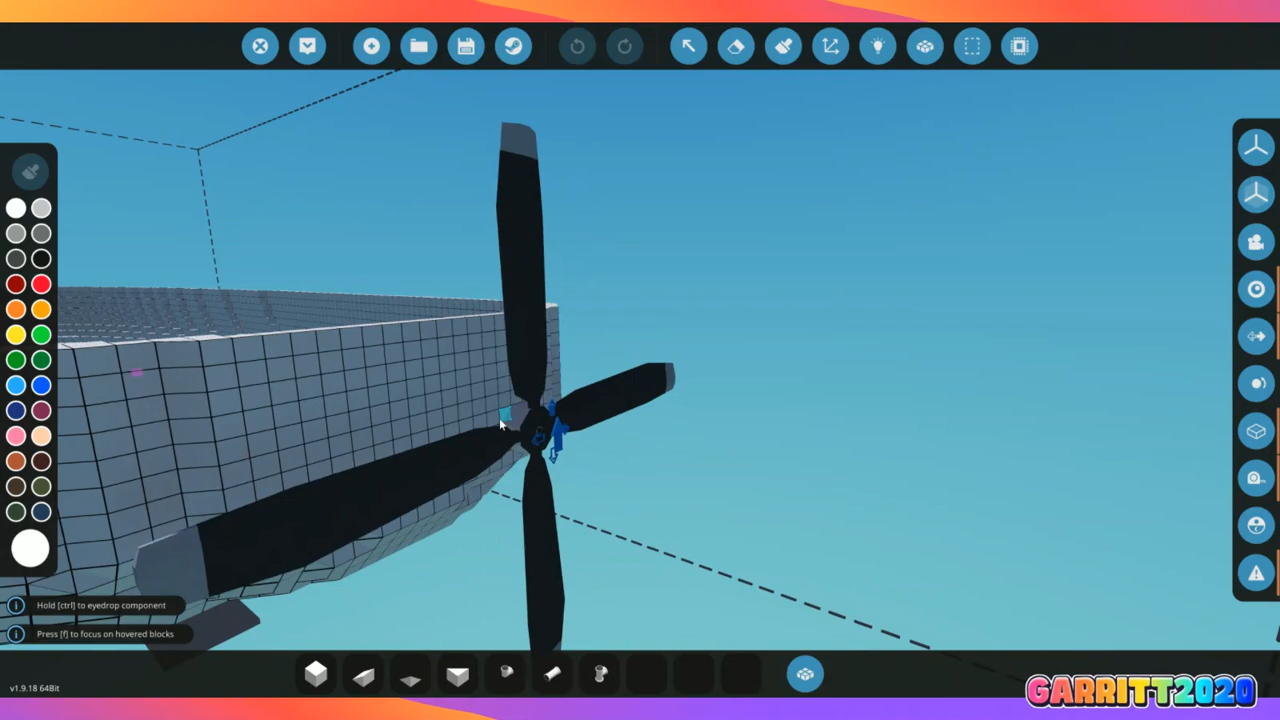 Hold [ctrl] to eyedrop component
Press [f] to focus on hovered blocks
v1.9.18 64Bit
GARRITT2020